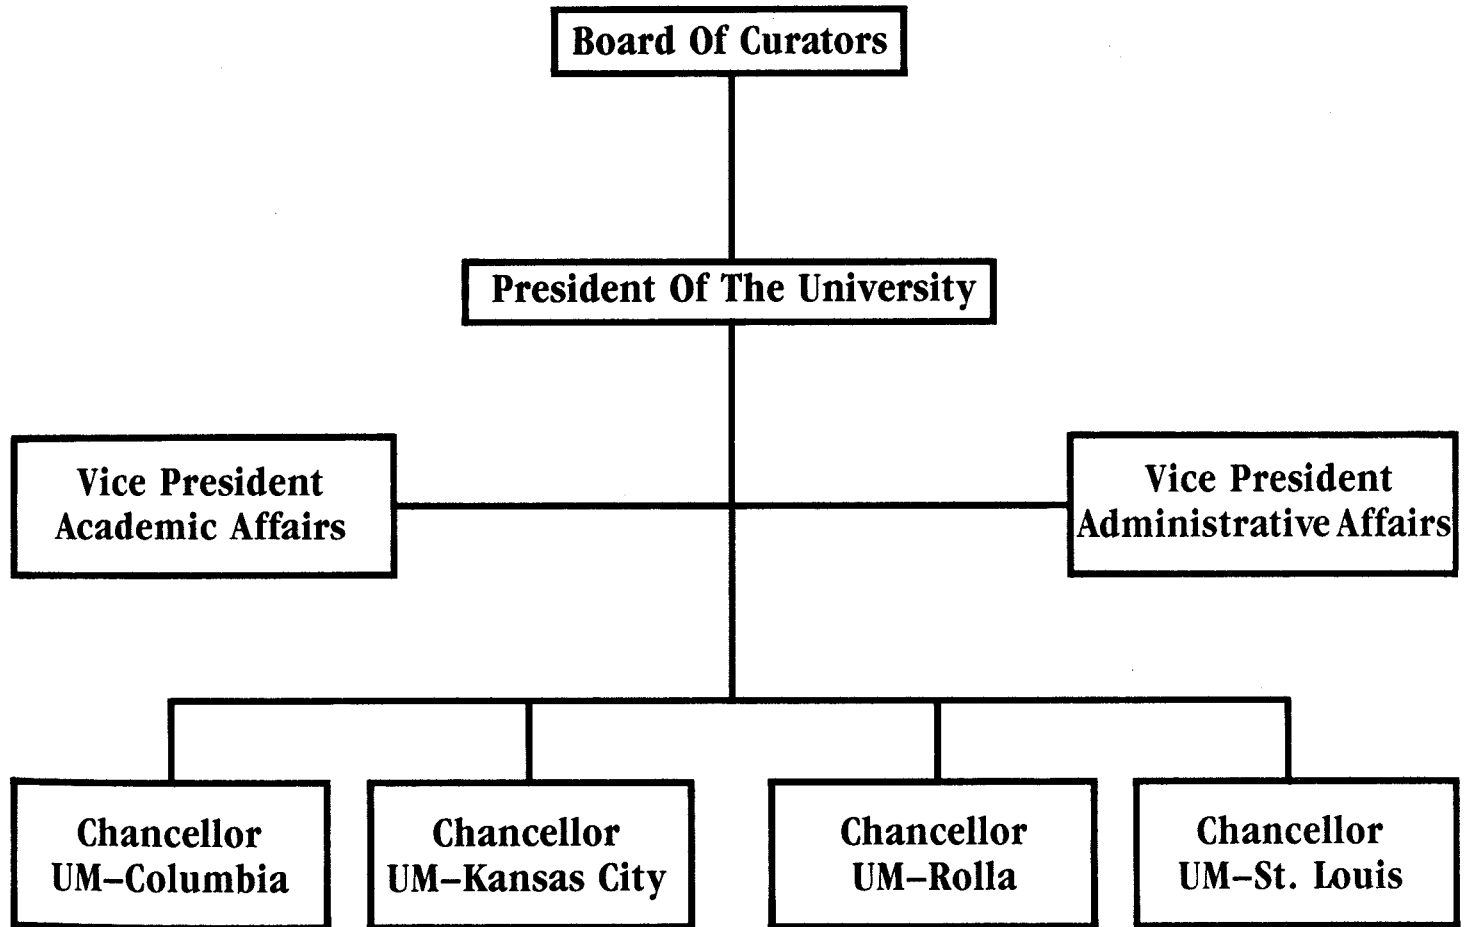 Board Of Curators
President Of The University
Vice President
Academic Affairs
Vice President
Administrative Affairs
Chancellor
UM–Columbia
Chancellor
UM–Kansas City
Chancellor
UM–Rolla
Chancellor
UM–St. Louis